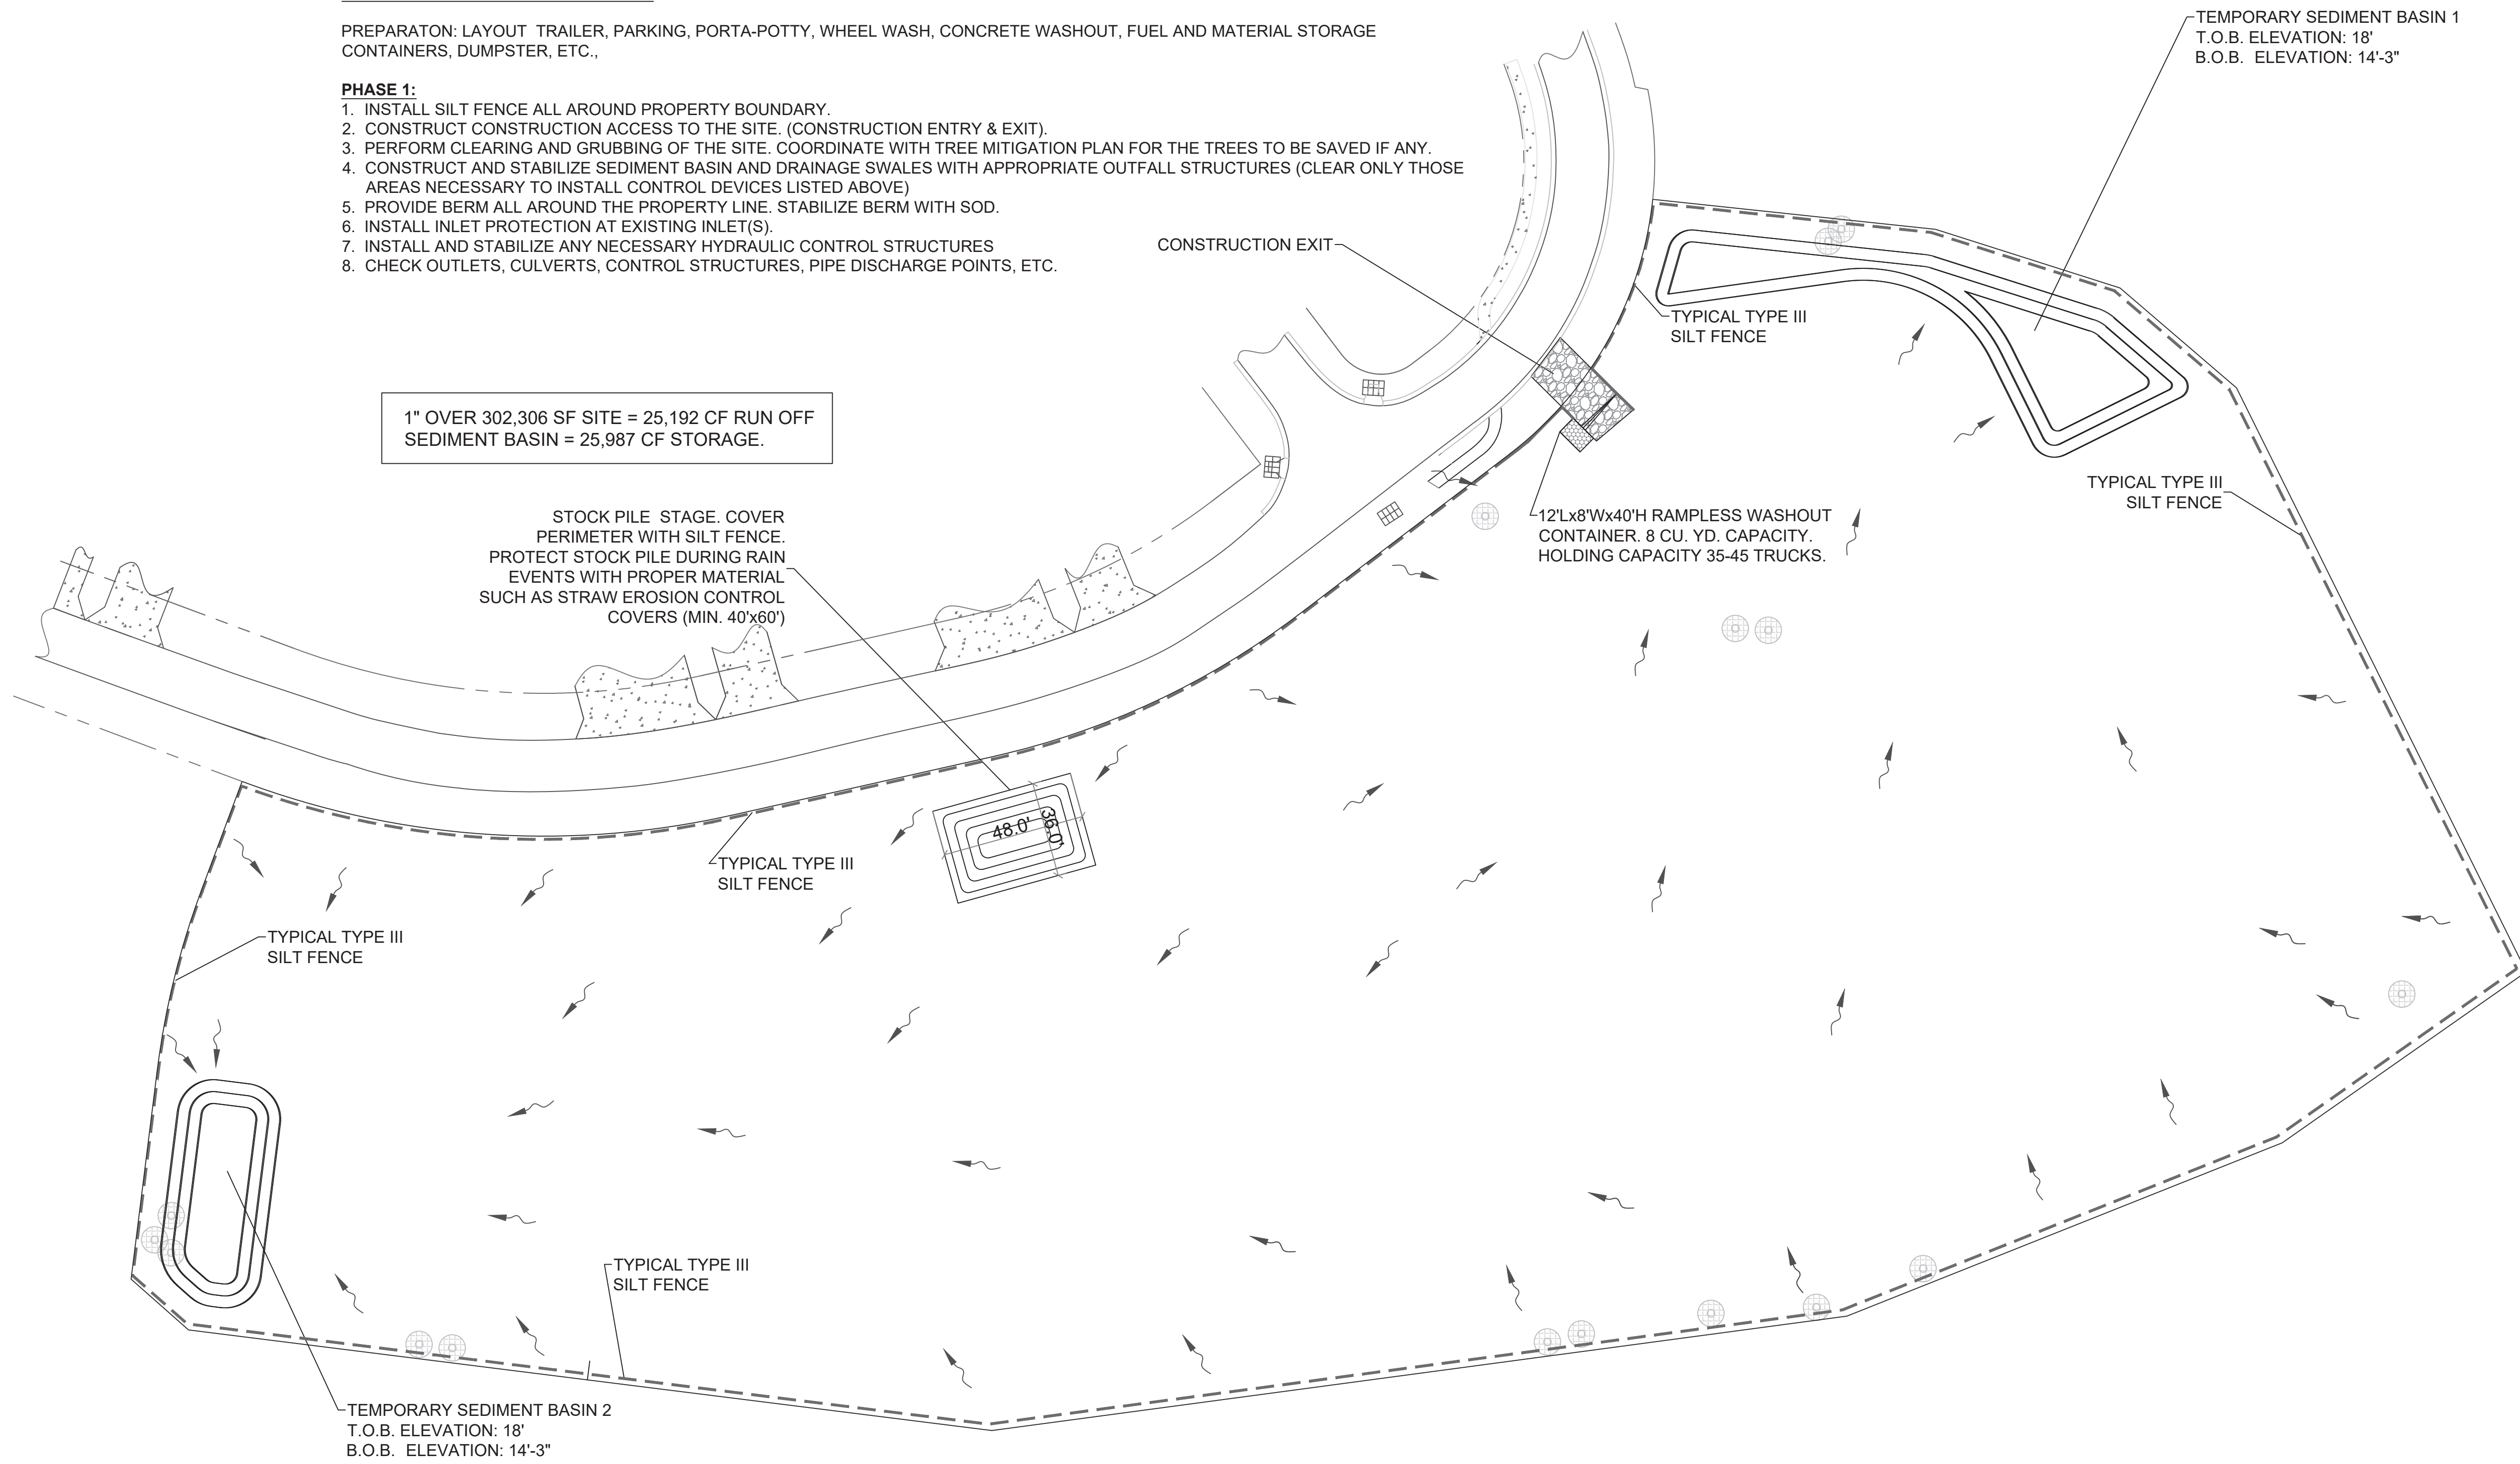 PREPARATON: LAYOUT TRAILER, PARKING, PORTA-POTTY, WHEEL WASH, CONCRETE WASHOUT, FUEL AND MATERIAL STORAGE
CONTAINERS, DUMPSTER, ETC.,
PHASE 1:
1. INSTALL SILT FENCE ALL AROUND PROPERTY BOUNDARY.
2. CONSTRUCT CONSTRUCTION ACCESS TO THE SITE. (CONSTRUCTION ENTRY & EXIT).
3. PERFORM CLEARING AND GRUBBING OF THE SITE. COORDINATE WITH TREE MITIGATION PLAN FOR THE TREES TO BE SAVED IF ANY.
4. CONSTRUCT AND STABILIZE SEDIMENT BASIN AND DRAINAGE SWALES WITH APPROPRIATE OUTFALL STRUCTURES (CLEAR ONLY THOSE
AREAS NECESSARY TO INSTALL CONTROL DEVICES LISTED ABOVE)
5. PROVIDE BERM ALL AROUND THE PROPERTY LINE. STABILIZE BERM WITH SOD.
6. INSTALL INLET PROTECTION AT EXISTING INLET(S).
7. INSTALL AND STABILIZE ANY NECESSARY HYDRAULIC CONTROL STRUCTURES
8. CHECK OUTLETS, CULVERTS, CONTROL STRUCTURES, PIPE DISCHARGE POINTS, ETC.
TEMPORARY SEDIMENT BASIN 1
T.O.B. ELEVATION: 18'
B.O.B. ELEVATION: 14'-3"
CONSTRUCTION EXIT
TYPICAL TYPE III
SILT FENCE
1" OVER 302,306 SF SITE = 25,192 CF RUN OFF
SEDIMENT BASIN = 25,987 CF STORAGE.
TYPICAL TYPE III
SILT FENCE
STOCK PILE STAGE. COVER
PERIMETER WITH SILT FENCE.
PROTECT STOCK PILE DURING RAIN
EVENTS WITH PROPER MATERIAL
SUCH AS STRAW EROSION CONTROL
COVERS (MIN. 40'x60')
12'Lx8'Wx40'H RAMPLESS WASHOUT
CONTAINER. 8 CU. YD. CAPACITY.
HOLDING CAPACITY 35-45 TRUCKS.
48.0'
36.0'
TYPICAL TYPE III
SILT FENCE
TYPICAL TYPE III
SILT FENCE
TYPICAL TYPE III
SILT FENCE
TEMPORARY SEDIMENT BASIN 2
T.O.B. ELEVATION: 18'
B.O.B. ELEVATION: 14'-3"